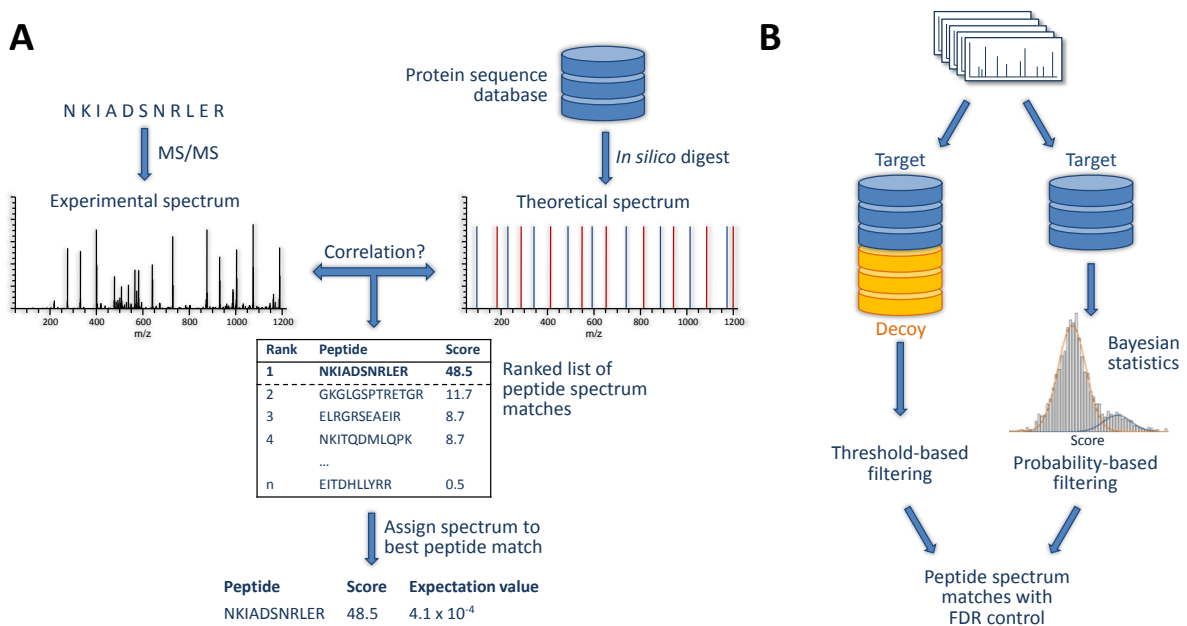 A
N K I A D S N R L E R
MS/MS
Experimental spectrum
200 400 600 800 1000 1200
m/z
Protein sequence
database
In silico digest
Theoretical spectrum
200 400 600 800 1000 1200
m/z
Correlation?
Rank Peptide Score
1 NKIADSNRLER 48.5
2 GKGLGSPTRETGR 11.7
3 ELRGRSEAEIR 8.7
4 NKITQDMLQPK 8.7
...
n EITDHLLYRR 0.5
Ranked list of
peptide spectrum
matches
Assign spectrum to
best peptide match
Peptide Score Expectation value
NKIADSNRLER 48.5 4.1 x 10⁻⁴
B
Target
Decoy
Threshold-based
filtering
Target
Bayesian
statistics
Score
Probability-based
filtering
Peptide spectrum
matches with
FDR control